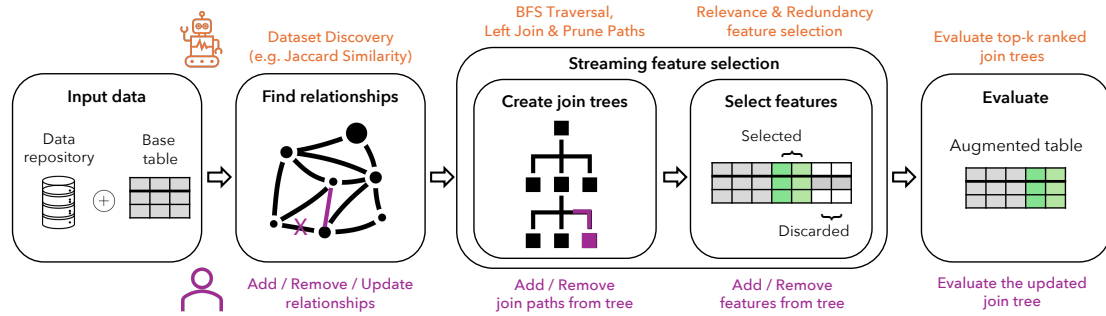 Dataset Discovery
(e.g. Jaccard Similarity)
BFS Traversal,
Left Join & Prune Paths
Relevance & Redundancy
feature selection
Evaluate top-k ranked
join trees
Streaming feature selection
Input data
Find relationships
Create join trees
Select features
Evaluate
Data
repository
Base
table
+
X
Selected
Discarded
Augmented table
Add / Remove / Update
relationships
Add / Remove
join paths from tree
Add / Remove
features from tree
Evaluate the updated
join tree